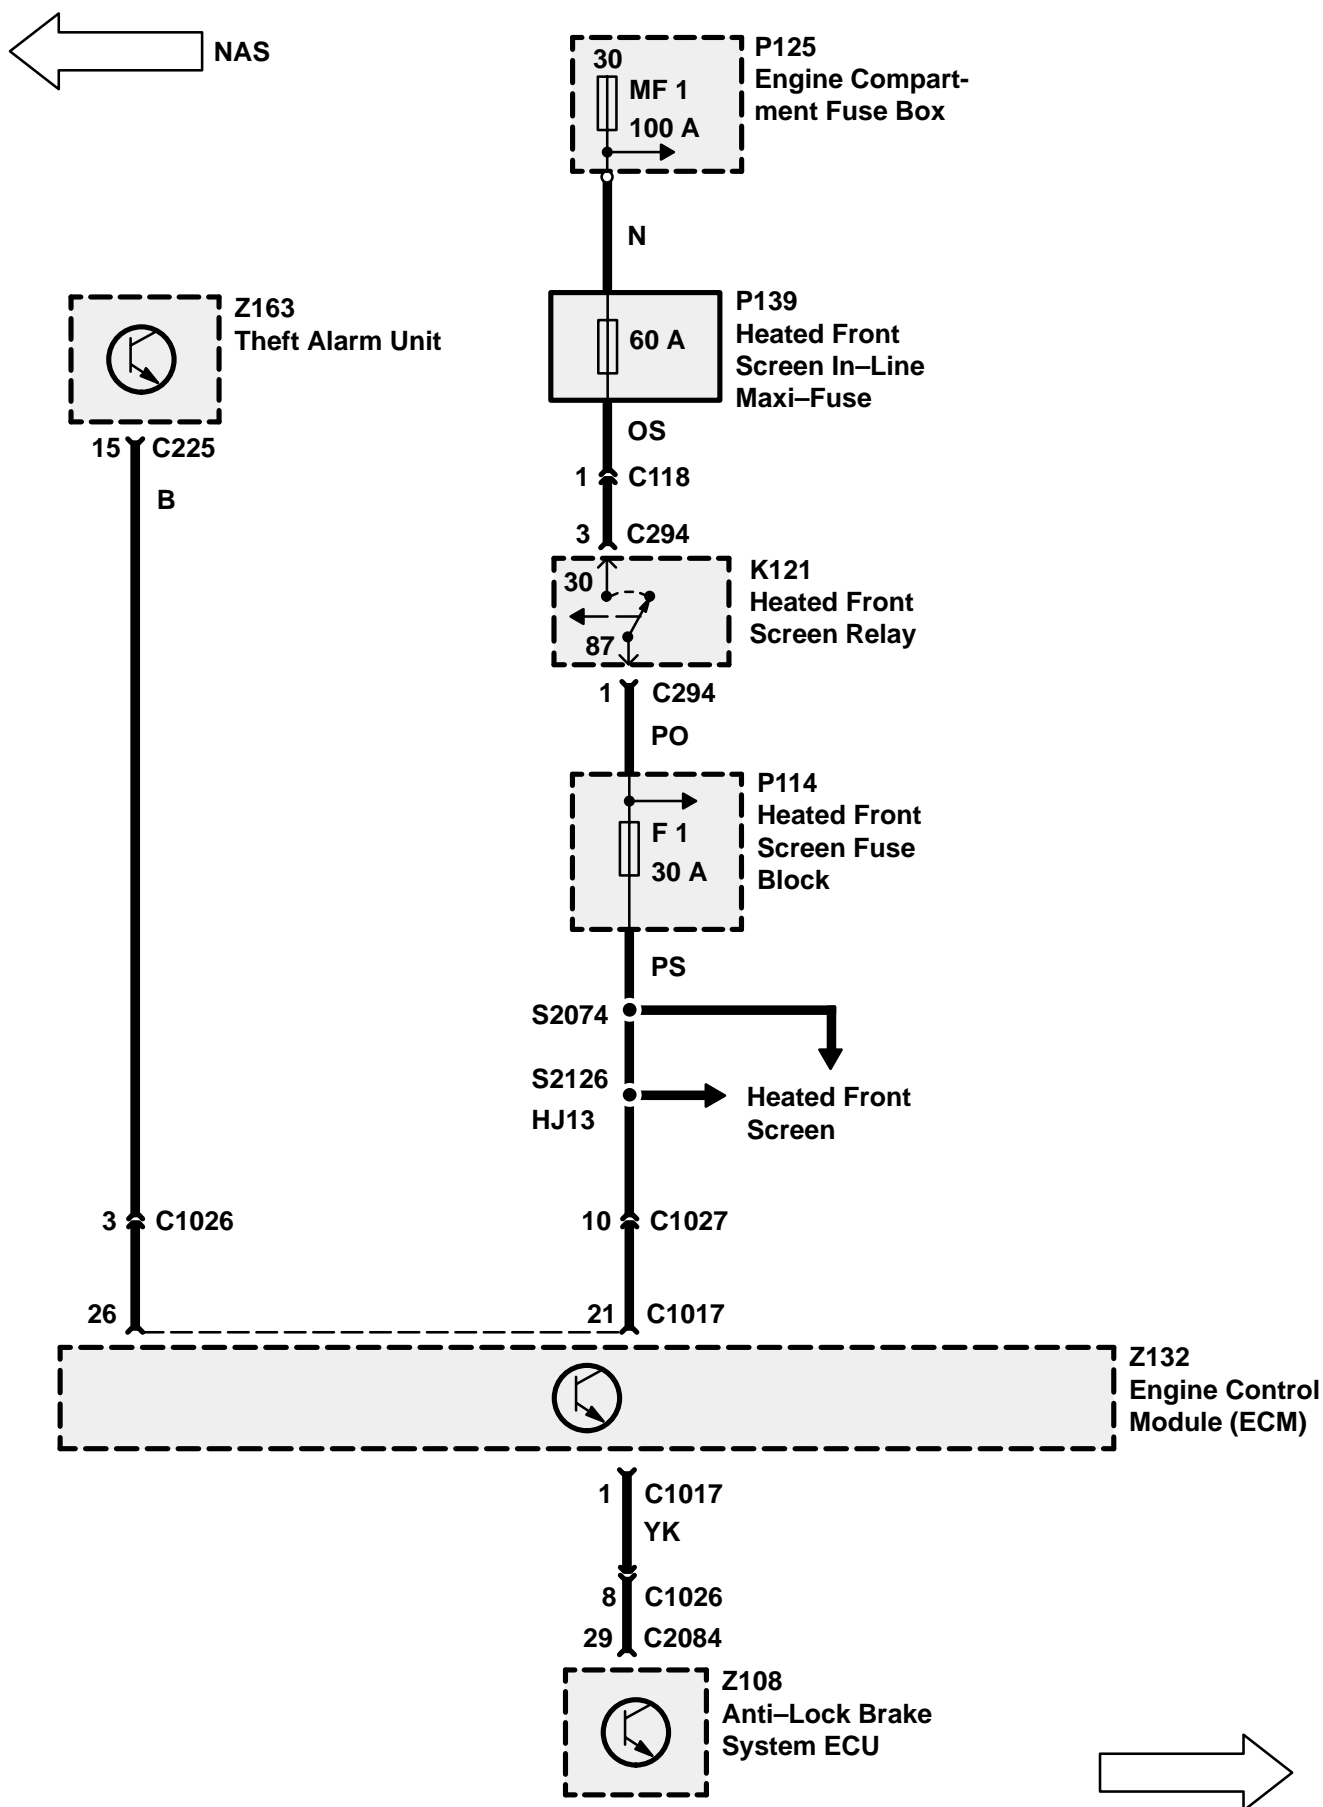 NAS
30
MF 1
100 A
P125
Engine Compart-
ment Fuse Box
N
Z163
Theft Alarm Unit
60 A
P139
Heated Front
Screen In–Line
Maxi–Fuse
15 C225
B
OS
1 C118
3 C294
30
87
K121
Heated Front
Screen Relay
1 C294
PO
F 1
30 A
P114
Heated Front
Screen Fuse
Block
PS
S2074
S2126
HJ13
Heated Front
Screen
3 C1026
10 C1027
26
21 C1017
Z132
Engine Control
Module (ECM)
1 C1017
YK
8 C1026
29 C2084
Z108
Anti–Lock Brake
System ECU